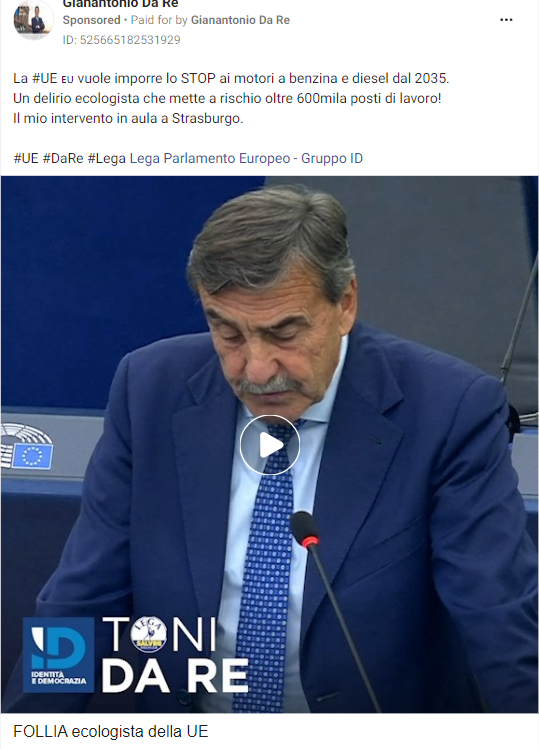 Gianantonio Da Re
Sponsored • Paid for by Gianantonio Da Re
ID: 525665182531929
La #UE EU vuole imporre lo STOP ai motori a benzina e diesel dal 2035.
Un delirio ecologista che mette a rischio oltre 600mila posti di lavoro!
Il mio intervento in aula a Strasburgo.
#UE #DaRe #Lega Lega Parlamento Europeo - Gruppo ID
ID
IDENTITÀ
E DEMOCRAZIA
TONI
LEGA
SALVINI
DA RE
FOLLIA ecologista della UE